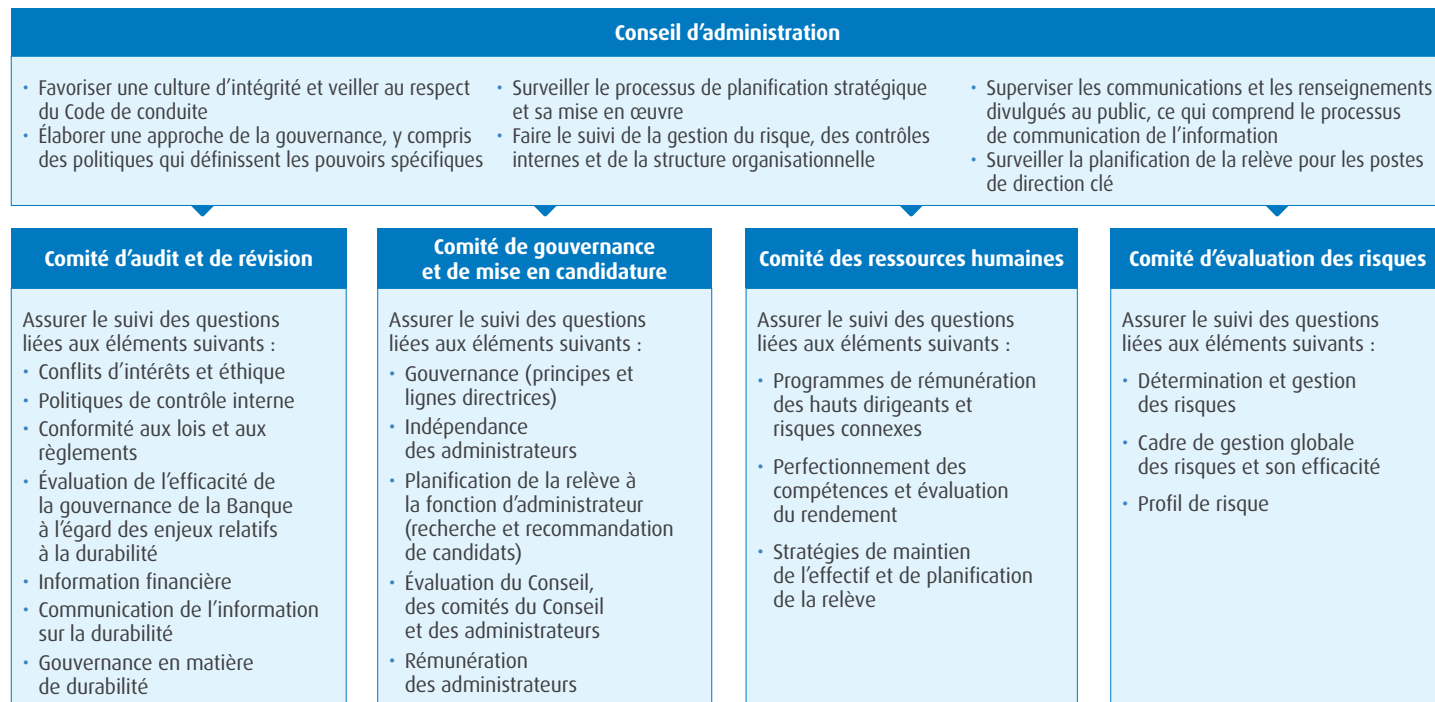 Conseil d’administration
• Favoriser une culture d’intégrité et veiller au respect
du Code de conduite
• Élaborer une approche de la gouvernance, y compris
des politiques qui définissent les pouvoirs spécifiques
• Surveiller le processus de planification stratégique
et sa mise en œuvre
• Faire le suivi de la gestion du risque, des contrôles
internes et de la structure organisationnelle
• Superviser les communications et les renseignements
divulgués au public, ce qui comprend le processus
de communication de l’information
• Surveiller la planification de la relève pour les postes
de direction clé
Comité d’audit et de révision
Assurer le suivi des questions
liées aux éléments suivants :
• Conflits d’intérêts et éthique
• Politiques de contrôle interne
• Conformité aux lois et aux
règlements
• Évaluation de l’efficacité de
la gouvernance de la Banque
à l’égard des enjeux relatifs
à la durabilité
• Information financière
• Communication de l’information
sur la durabilité
• Gouvernance en matière
de durabilité
Comité de gouvernance
et de mise en candidature
Assurer le suivi des questions
liées aux éléments suivants :
• Gouvernance (principes et
lignes directrices)
• Indépendance
des administrateurs
• Planification de la relève à
la fonction d’administrateur
(recherche et recommandation
de candidats)
• Évaluation du Conseil,
des comités du Conseil
et des administrateurs
• Rémunération
des administrateurs
Comité des ressources humaines
Assurer le suivi des questions
liées aux éléments suivants :
• Programmes de rémunération
des hauts dirigeants et
risques connexes
• Perfectionnement des
compétences et évaluation
du rendement
• Stratégies de maintien
de l’effectif et de planification
de la relève
Comité d’évaluation des risques
Assurer le suivi des questions
liées aux éléments suivants :
• Détermination et gestion
des risques
• Cadre de gestion globale
des risques et son efficacité
• Profil de risque